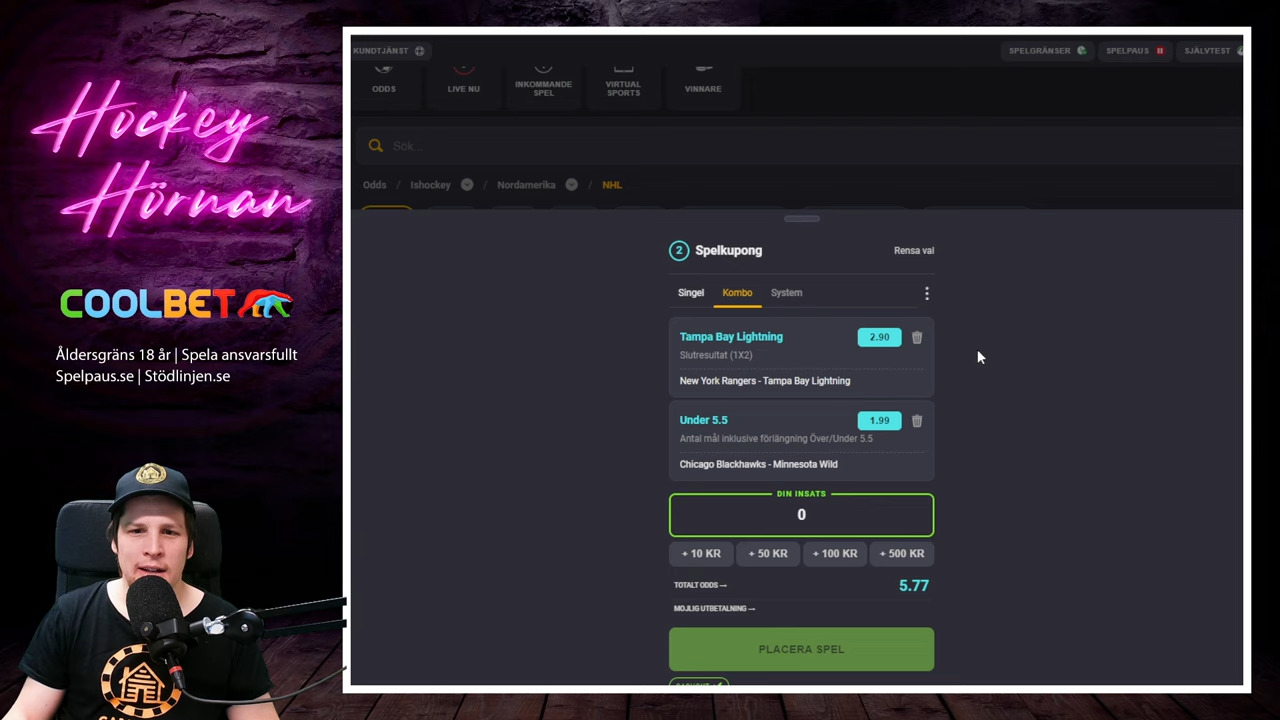 Hockey
Hörnan
COOLBET
Åldersgräns 18 år | Spela ansvarsfullt
Spelpaus.se | Stödlinjen.se
KUNDTJÄNST
SPELGRÄNSER
SPELPAUS
SJÄLVTEST
ODDS
LIVE NU
INKOMMANDE
SPEL
VIRTUAL
SPORTS
VINNARE
Sök...
Odds / Ishockey / Nordamerika / NHL
2 Spelkupong
Rensa val
Singel
Kombo
System
Tampa Bay Lightning
2.90
Slutresultat (1X2)
New York Rangers - Tampa Bay Lightning
Under 5.5
1.99
Antal mål inklusive förlängning Över/Under 5.5
Chicago Blackhawks - Minnesota Wild
DIN INSATS
0
+ 10 KR
+ 50 KR
+ 100 KR
+ 500 KR
TOTALT ODDS —
5.77
MÖJLIG UTBETALNING —
PLACERA SPEL